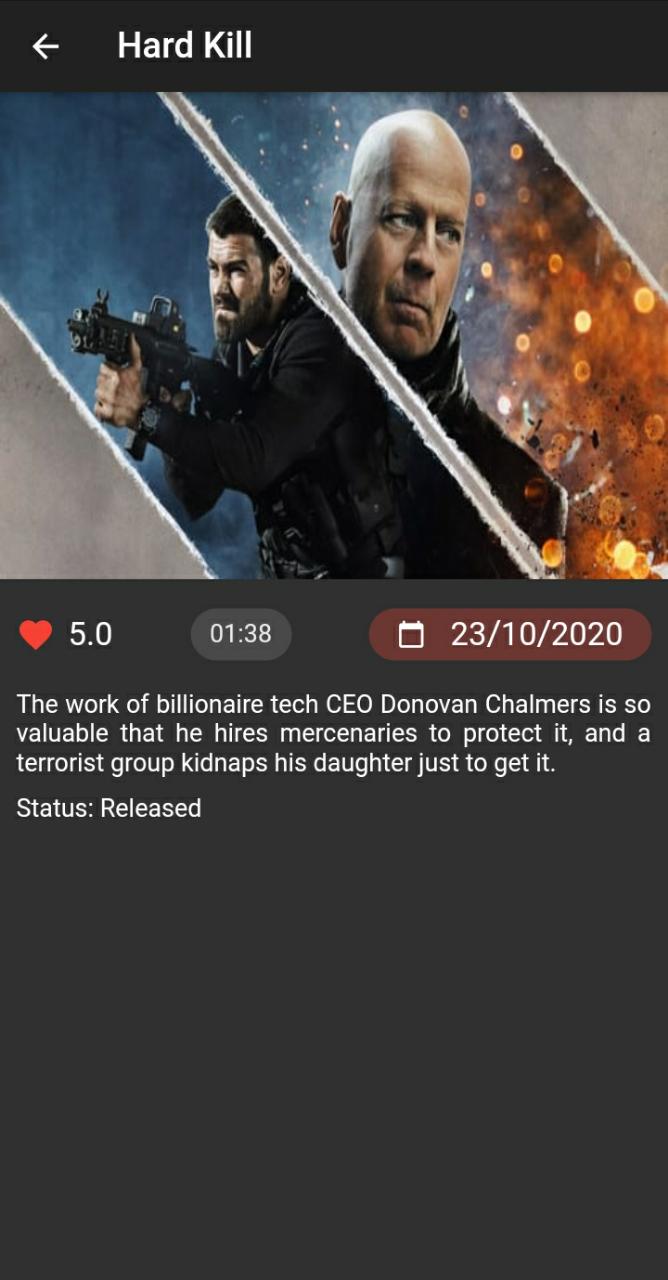 Hard Kill
5.0
01:38
23/10/2020
The work of billionaire tech CEO Donovan Chalmers is so
valuable that he hires mercenaries to protect it, and a
terrorist group kidnaps his daughter just to get it.
Status: Released